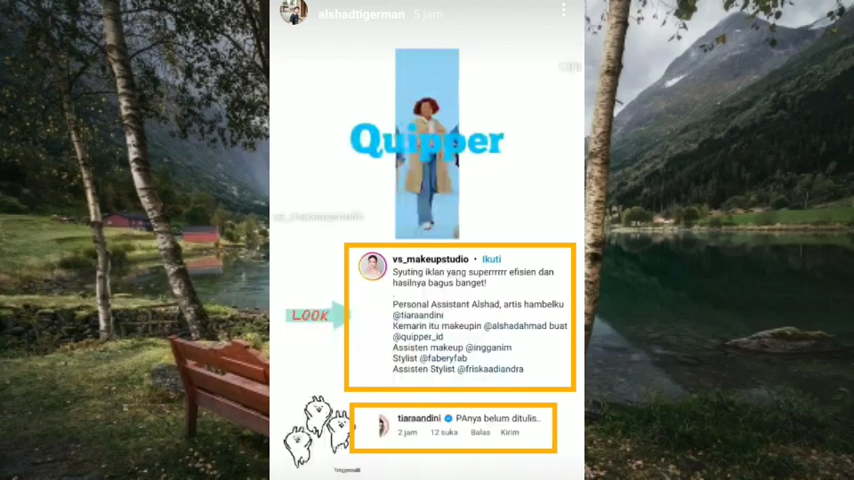 alshadtigerman 5 jam
Quipper
vs_makeupstudio • Ikuti
Syuting iklan yang superrrrrr efisien dan
hasilnya bagus banget!
.
Personal Assistant Alshad, artis hambelku
@tiaraandini
Kemarin itu makeupin @alshadahmad buat
@quipper_id
Assisten makeup @ingganim
Stylist @faberyfab
Assisten Stylist @friskaadiandra
LOOK
tiaraandini PAnya belum ditulis..
2 jam 12 suka Balas Kirim